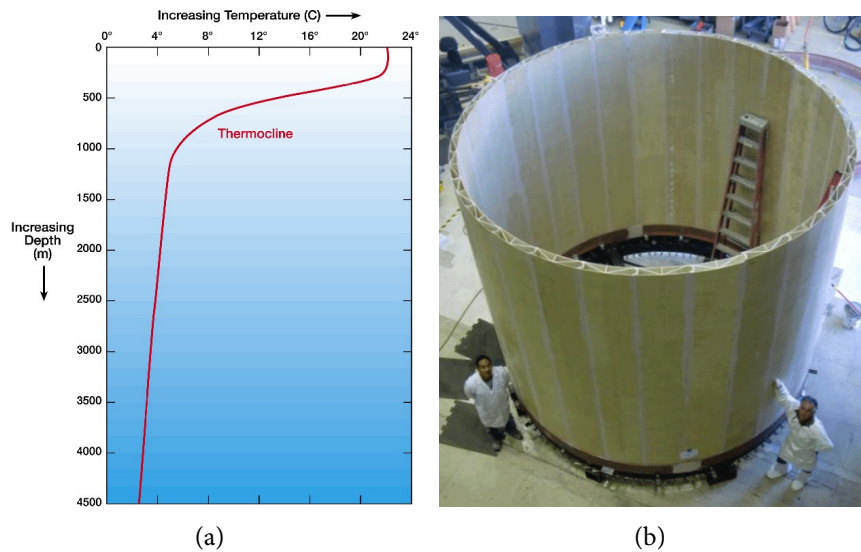 Increasing Temperature (C)
0 4 8 12 16 20 24
0
500
Thermocline
1000
1500
Increasing
Depth
(m)
2000
2500
3000
3500
4000
4500
(a)
(b)